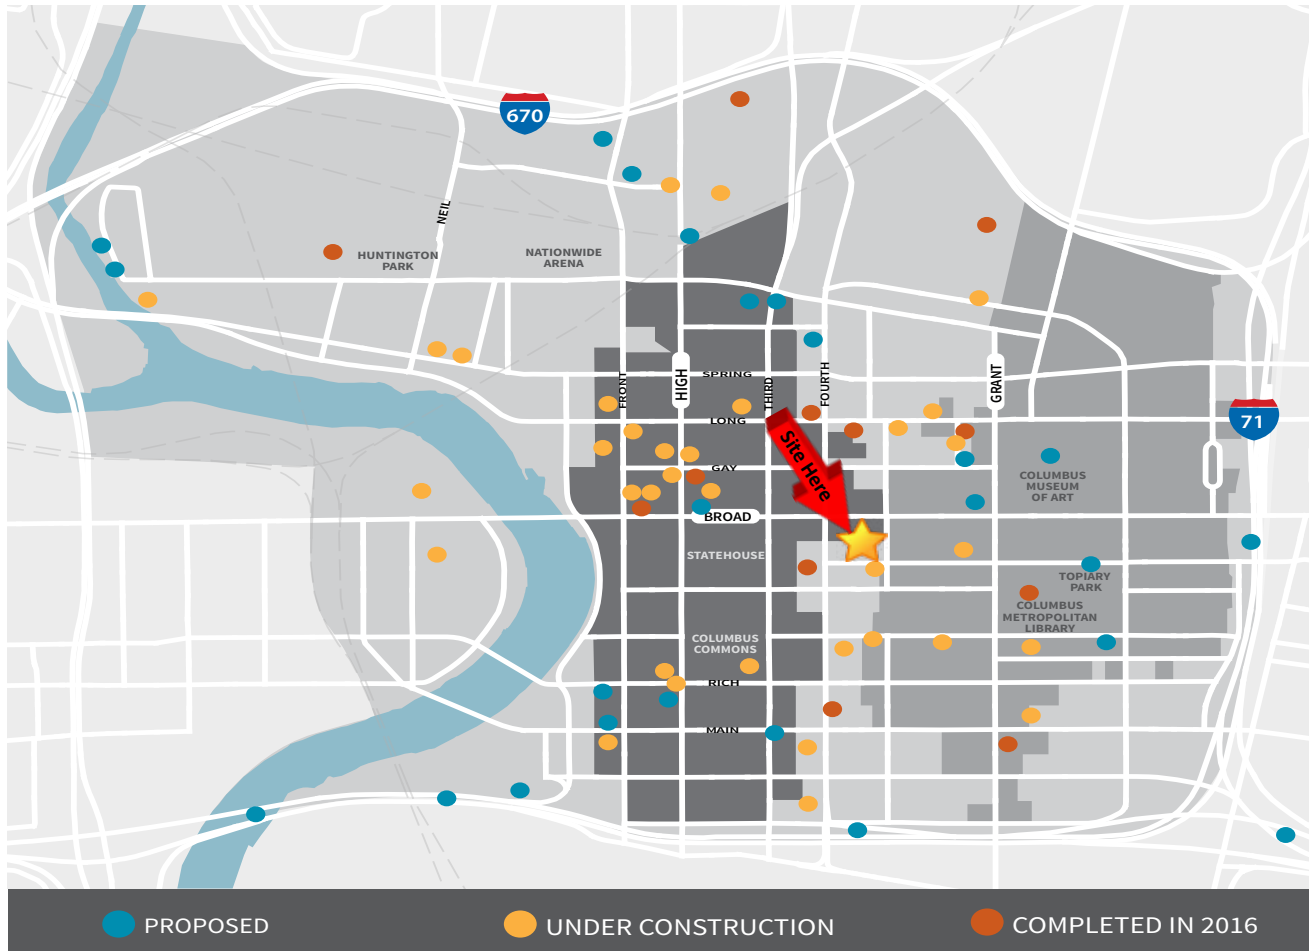 670
NEIL
HUNTINGTON
PARK
NATIONWIDE
ARENA
FRONT
HIGH
SPRING
THIRD
FOURTH
GRANT
LONG
71
Site Here
GAY
COLUMBUS
MUSEUM
OF ART
BROAD
STATEHOUSE
TOPIARY
PARK
COLUMBUS
METROPOLITAN
LIBRARY
COLUMBUS
COMMONS
RICH
MAIN
PROPOSED
UNDER CONSTRUCTION
COMPLETED IN 2016